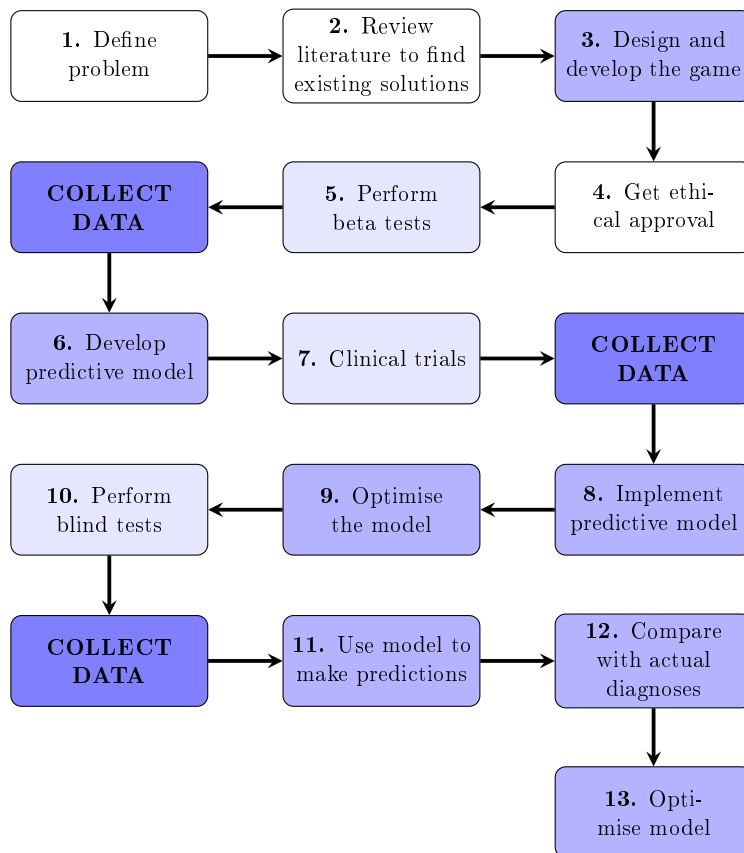 1. Define
problem
2. Review
literature to find
existing solutions
3. Design and
develop the game
4. Get ethi-
cal approval
5. Perform
beta tests
COLLECT
DATA
6. Develop
predictive model
7. Clinical trials
COLLECT
DATA
8. Implement
predictive model
9. Optimise
the model
10. Perform
blind tests
COLLECT
DATA
11. Use model to
make predictions
12. Compare
with actual
diagnoses
13. Opti-
mise model